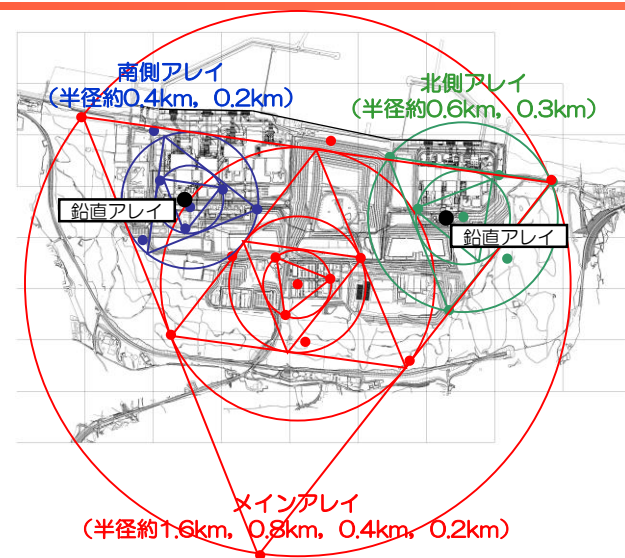 南側アレイ
（半径約0.4km，0.2km）
北側アレイ
（半径約0.6km，0.3km）
鉛直アレイ
鉛直アレイ
メインアレイ
（半径約1.6km，0.8km，0.4km，0.2km）